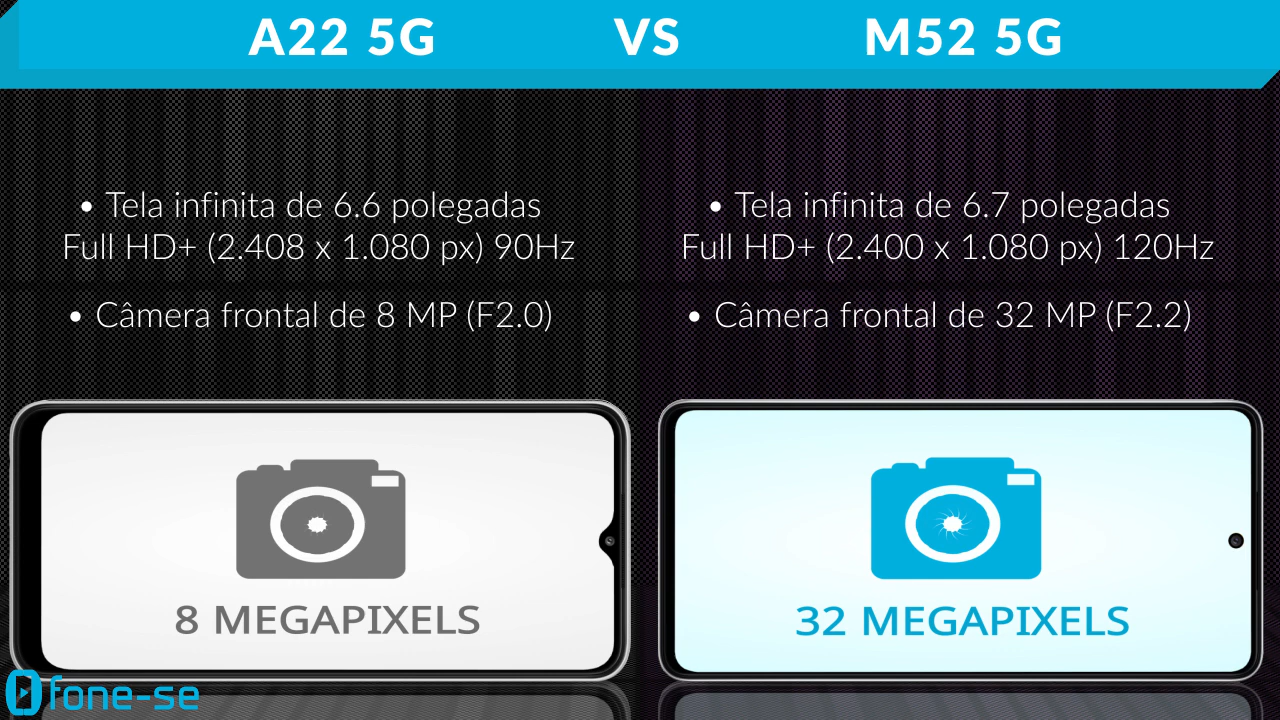 A22 5G VS M52 5G
• Tela infinita de 6.6 polegadas
Full HD+ (2.408 x 1.080 px) 90Hz
• Câmera frontal de 8 MP (F2.0)
8 MEGAPIXELS
• Tela infinita de 6.7 polegadas
Full HD+ (2.400 x 1.080 px) 120Hz
• Câmera frontal de 32 MP (F2.2)
32 MEGAPIXELS
fone-se